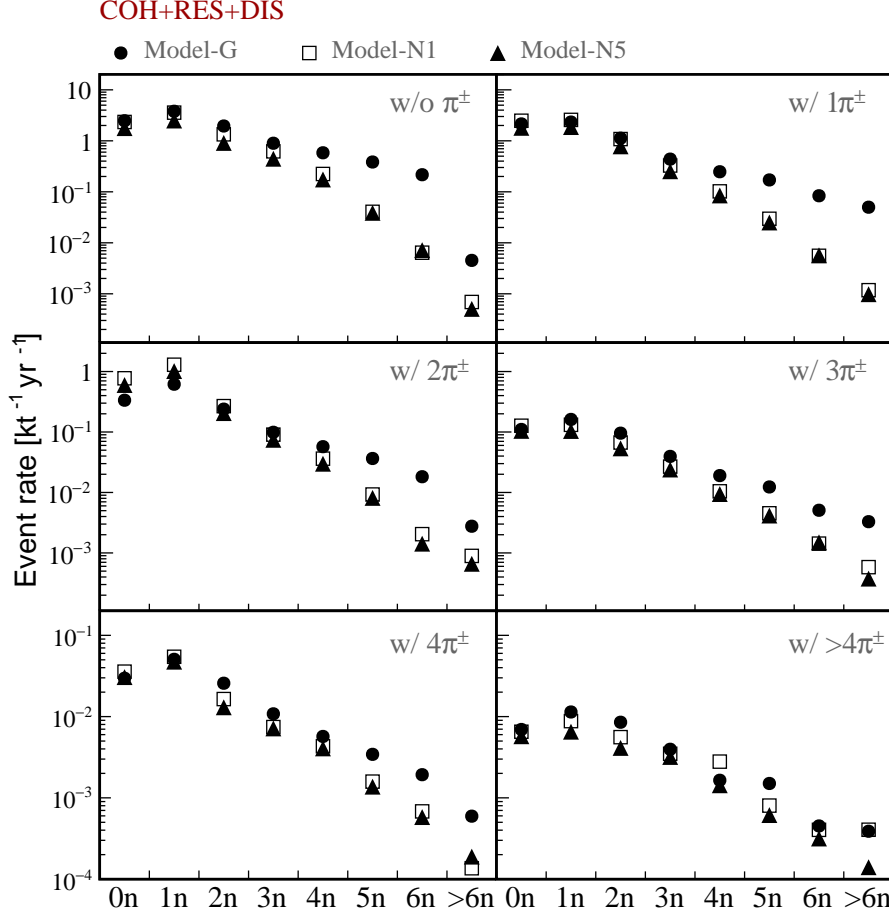 COH+RES+DIS
● Model-G □ Model-N1 ▲ Model-N5
Event rate [kt⁻¹yr⁻¹]
w/o π±
w/ 1π±
10
1
10⁻¹
10⁻²
10⁻³
w/ 2π±
w/ 3π±
1
10⁻¹
10⁻²
10⁻³
w/ 4π±
w/ >4π±
10⁻¹
10⁻²
10⁻³
10⁻⁴
0n 1n 2n 3n 4n 5n 6n >6n 0n 1n 2n 3n 4n 5n 6n >6n